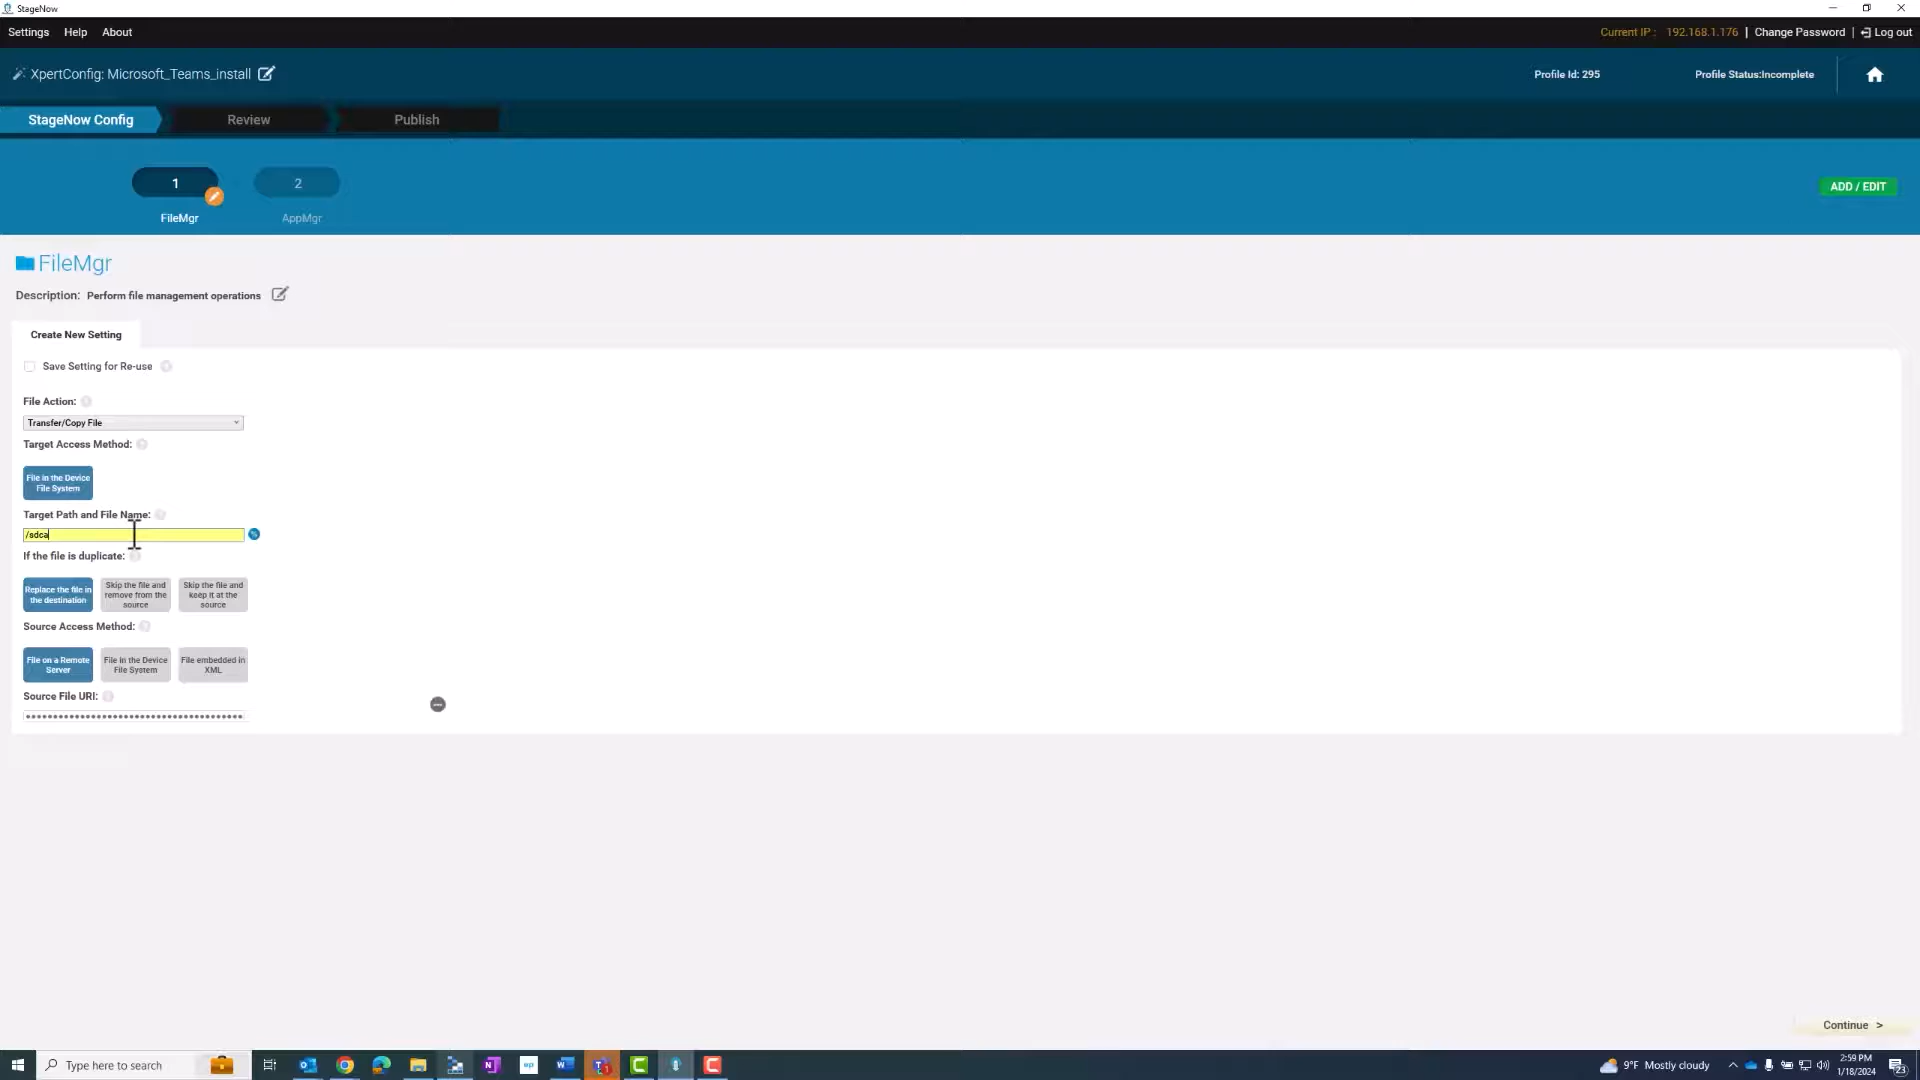 StageNow
Settings Help About
Current IP : 192.168.1.176 | Change Password | Log out
XpertConfig: Microsoft_Teams_install
Profile Id: 295
Profile Status:Incomplete
StageNow Config
Review
Publish
1
2
FileMgr
AppMgr
ADD / EDIT
FileMgr
Description: Perform file management operations
Create New Setting
Save Setting for Re-use
File Action:
Transfer/Copy File
Target Access Method:
File in the Device
File System
Target Path and File Name:
/sdca
If the file is duplicate:
Replace the file in
the destination
Skip the file and
remove from the
source
Skip the file and
keep it at the
source
Source Access Method:
File on a Remote
Server
File in the Device
File System
File embedded in
XML
Source File URI:
Continue >
Type here to search
9°F Mostly cloudy
2:59 PM
1/18/2024
23